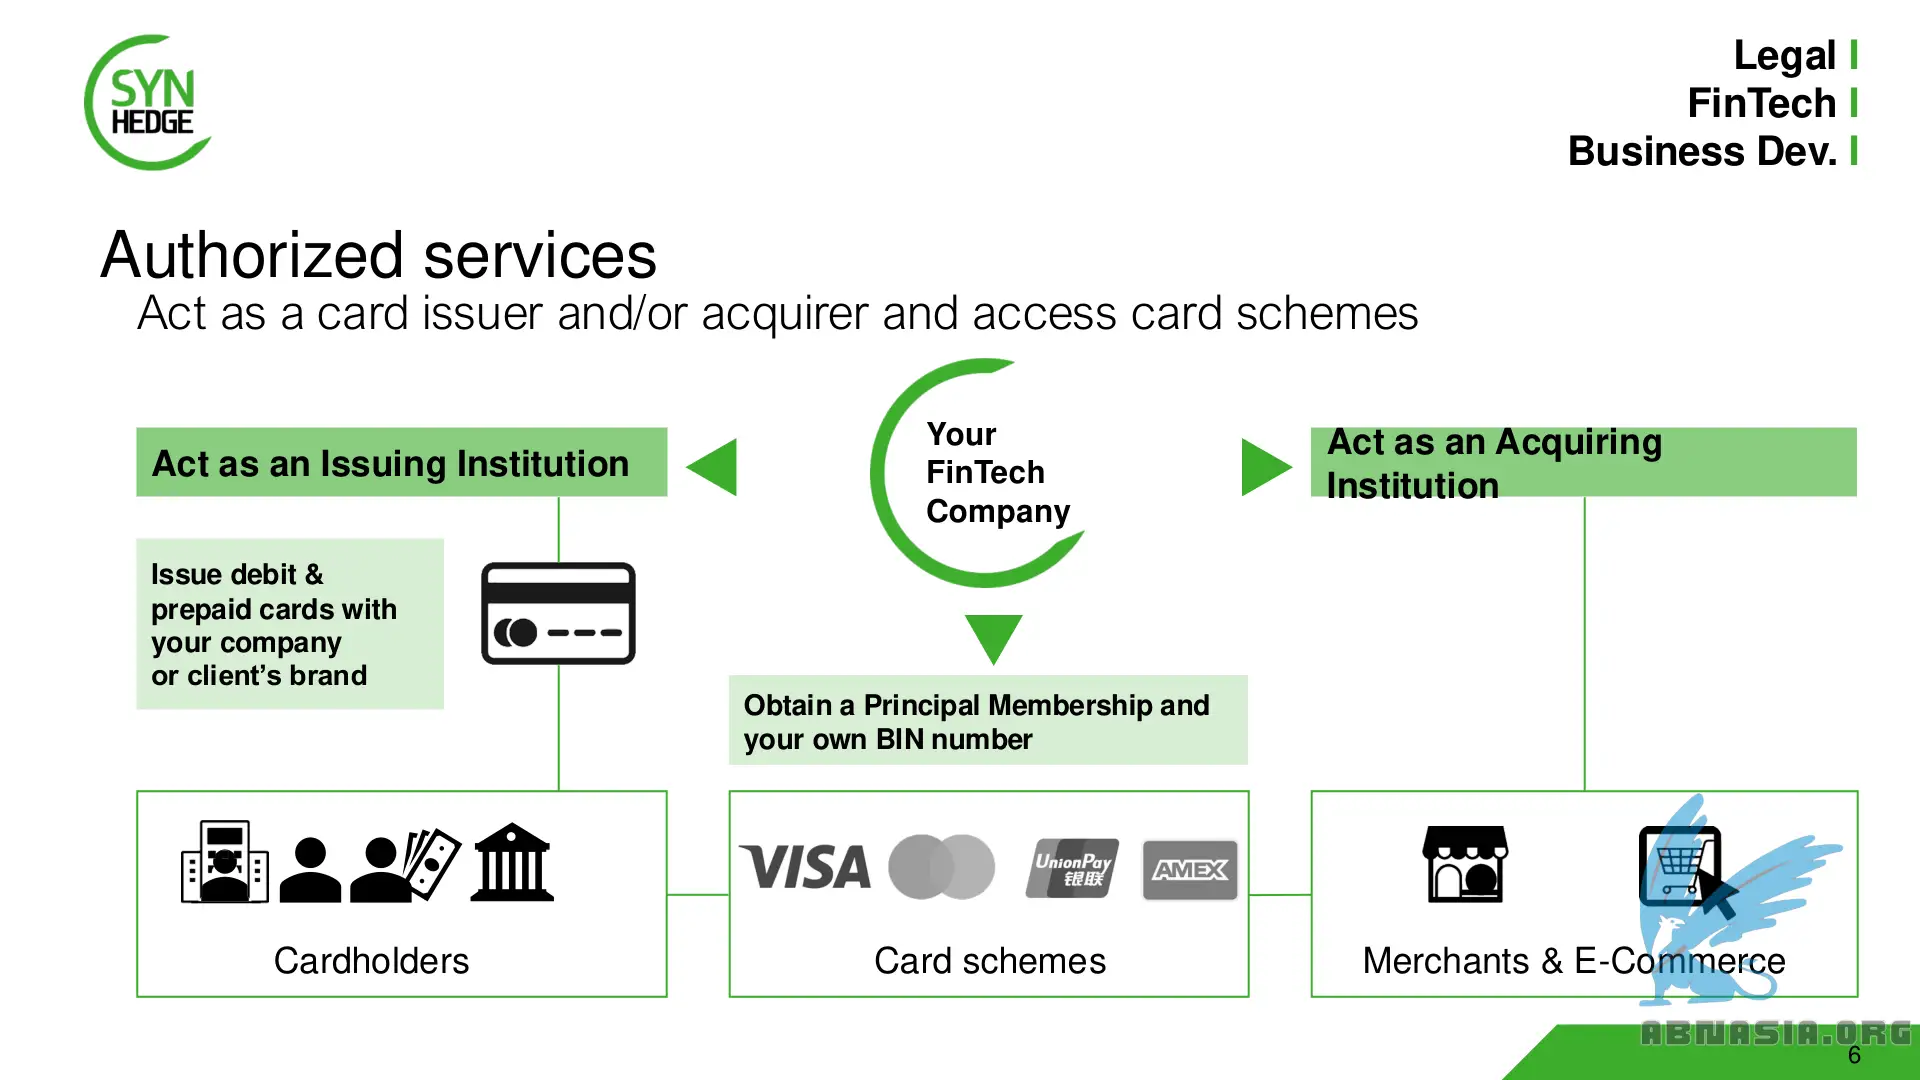 SYN
HEDGE
Legal
FinTech
Business Dev.
Authorized services
Act as a card issuer and/or acquirer and access card schemes
Act as an Issuing Institution
Your
FinTech
Company
Act as an Acquiring
Institution
Issue debit &
prepaid cards with
your company
or client's brand
Obtain a Principal Membership and
your own BIN number
VISA
UnionPay
银联
AMEX
Cardholders
Card schemes
Merchants & E-Commerce
ABNASIA.ORG
6